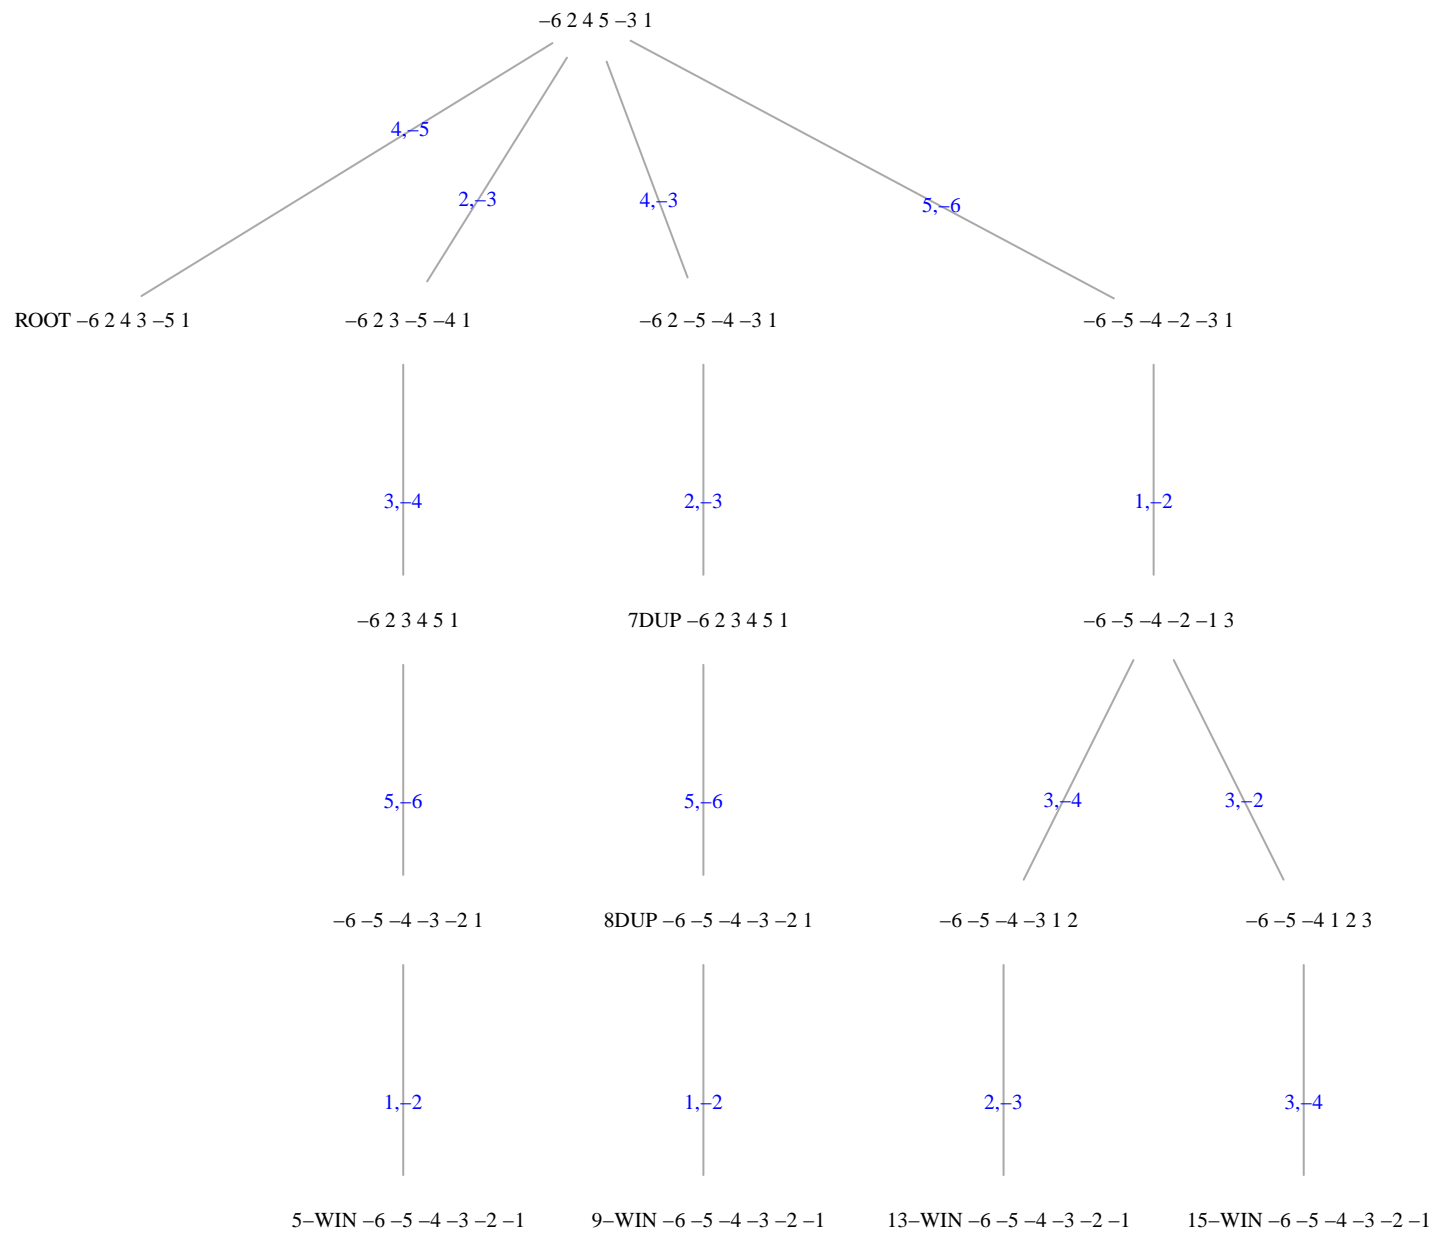 −6 2 4 5 −3 1
4,−5
2,−3
4,−3
5,−6
ROOT −6 2 4 3 −5 1
−6 2 3 −5 −4 1
−6 2 −5 −4 −3 1
−6 −5 −4 −2 −3 1
3,−4
2,−3
1,−2
−6 2 3 4 5 1
7DUP −6 2 3 4 5 1
−6 −5 −4 −2 −1 3
5,−6
5,−6
3,−4
3,−2
−6 −5 −4 −3 −2 1
8DUP −6 −5 −4 −3 −2 1
−6 −5 −4 −3 1 2
−6 −5 −4 1 2 3
1,−2
1,−2
2,−3
3,−4
5−WIN −6 −5 −4 −3 −2 −1
9−WIN −6 −5 −4 −3 −2 −1
13−WIN −6 −5 −4 −3 −2 −1
15−WIN −6 −5 −4 −3 −2 −1